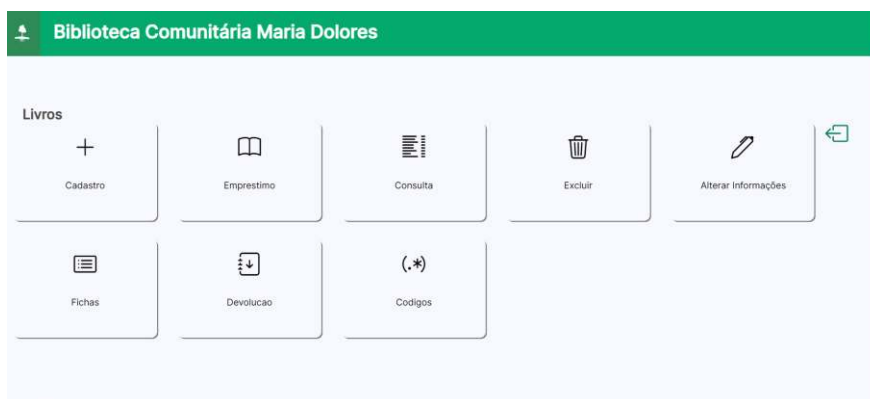 Biblioteca Comunitária Maria Dolores
Livros
Cadastro
Emprestimo
Consulta
Excluir
Alterar Informações
Fichas
Devolucao
(.*)
Codigos